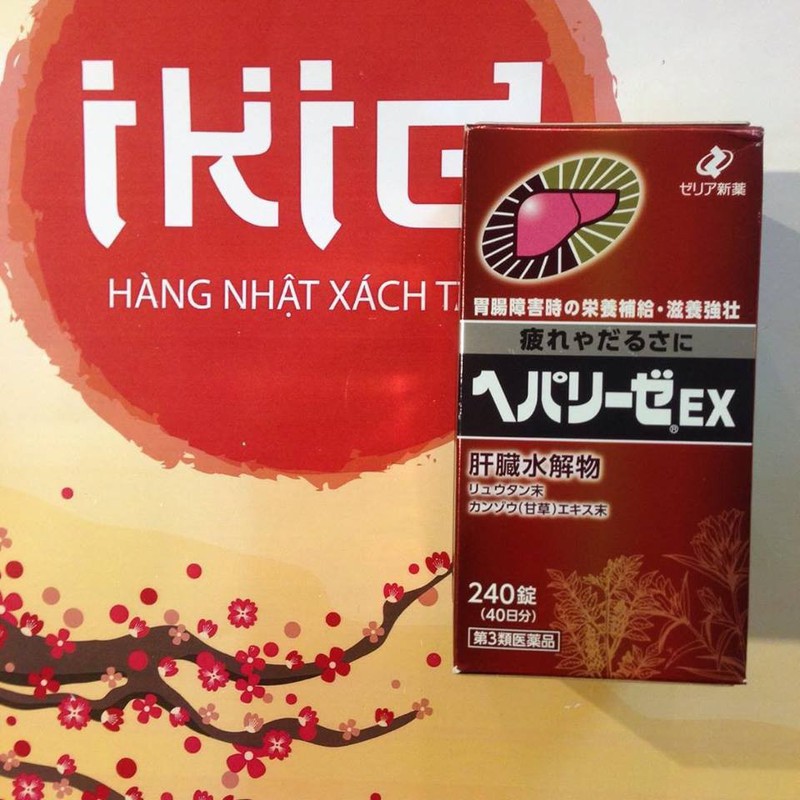 iKiG
HÀNG NHẬT XÁCH TA
ゼリア新薬
胃腸障害時の栄養補給・滋養強壮
疲れやだるさに
ヘパリーゼ®EX
肝臓水解物
リュウタン末
カンゾウ(甘草)エキス末
240錠
(40日分)
第3類医薬品